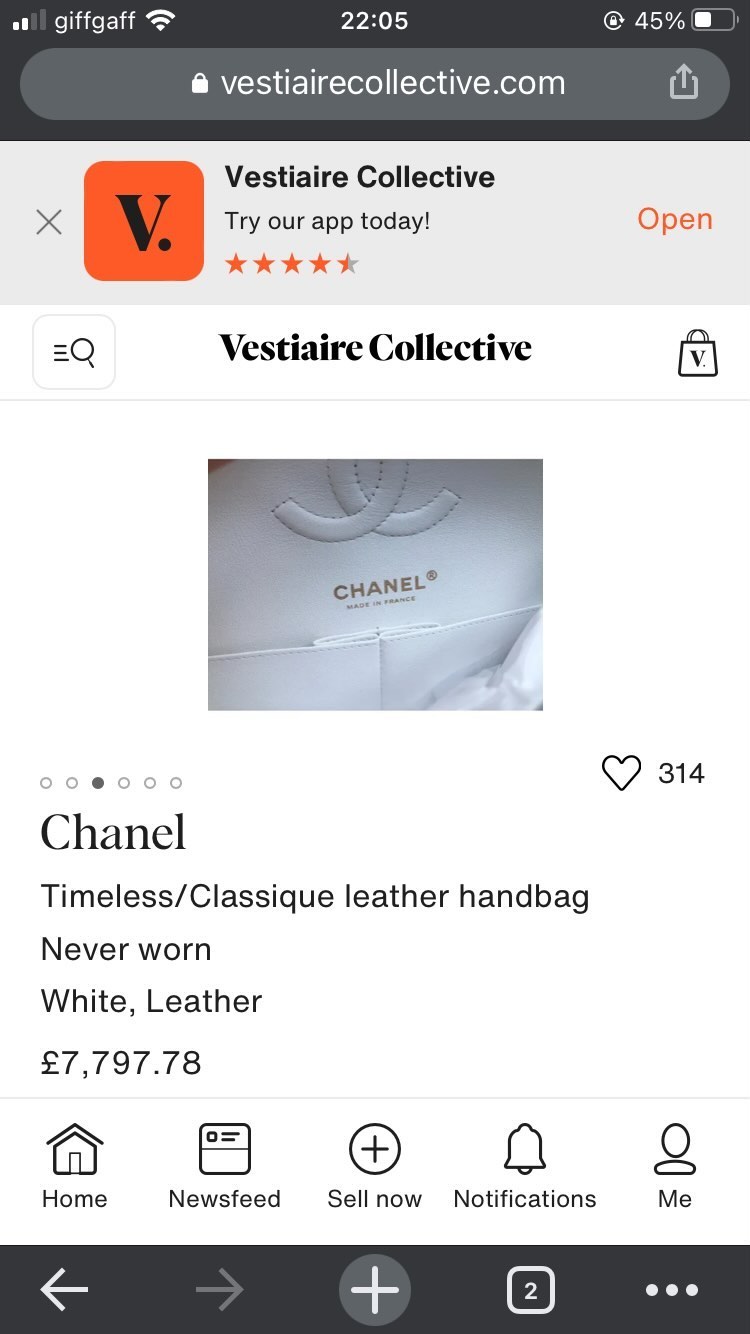 giffgaff 22:05 45%
vestiairecollective.com
Vestiaire Collective
Try our app today!
Open
V.
Vestiaire Collective
V.
CHANEL®
MADE IN FRANCE
314
Chanel
Timeless/Classique leather handbag
Never worn
White, Leather
£7,797.78
Home Newsfeed Sell now Notifications Me
2